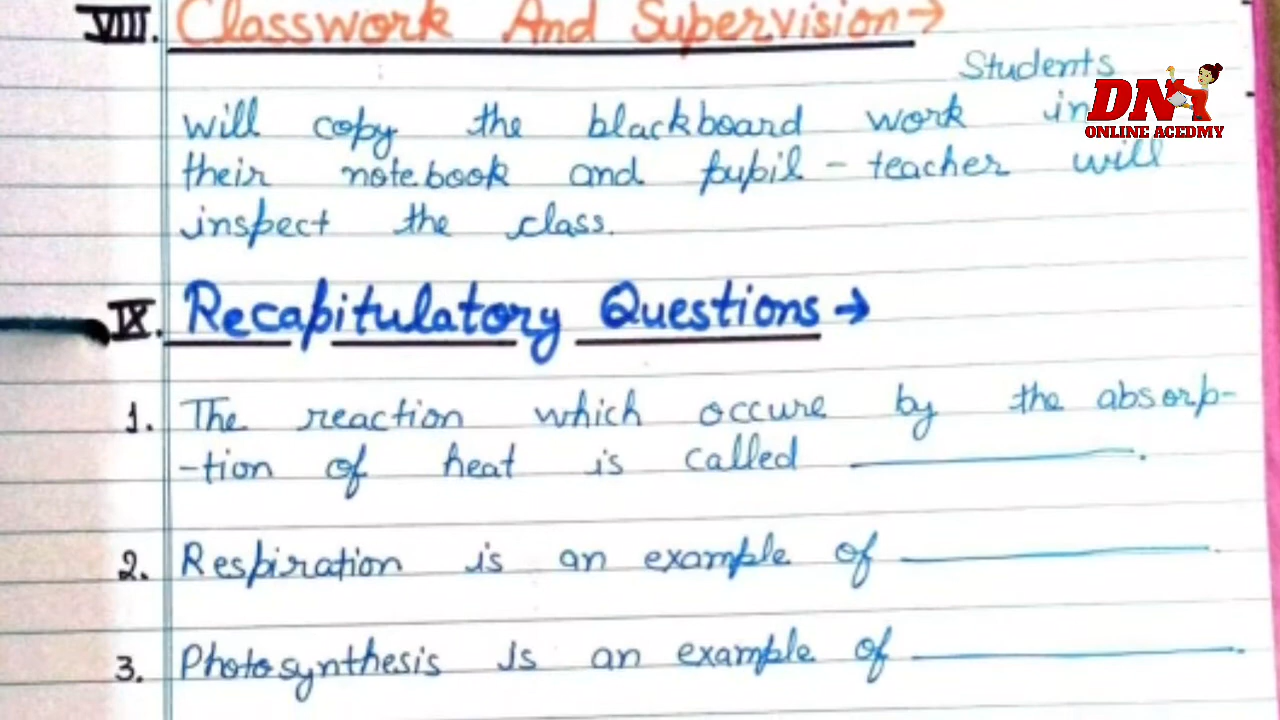 VIII. Classwork And Supervision→
Students
will copy the blackboard work in
their notebook and pupil - teacher will
inspect the class.
IX. Recapitulatory Questions →
1. The reaction which occure by the absorp-
-tion of heat is called ________.
2. Respiration is an example of ________.
3. Photosynthesis is an example of ________.
DN
ONLINE ACEDMY